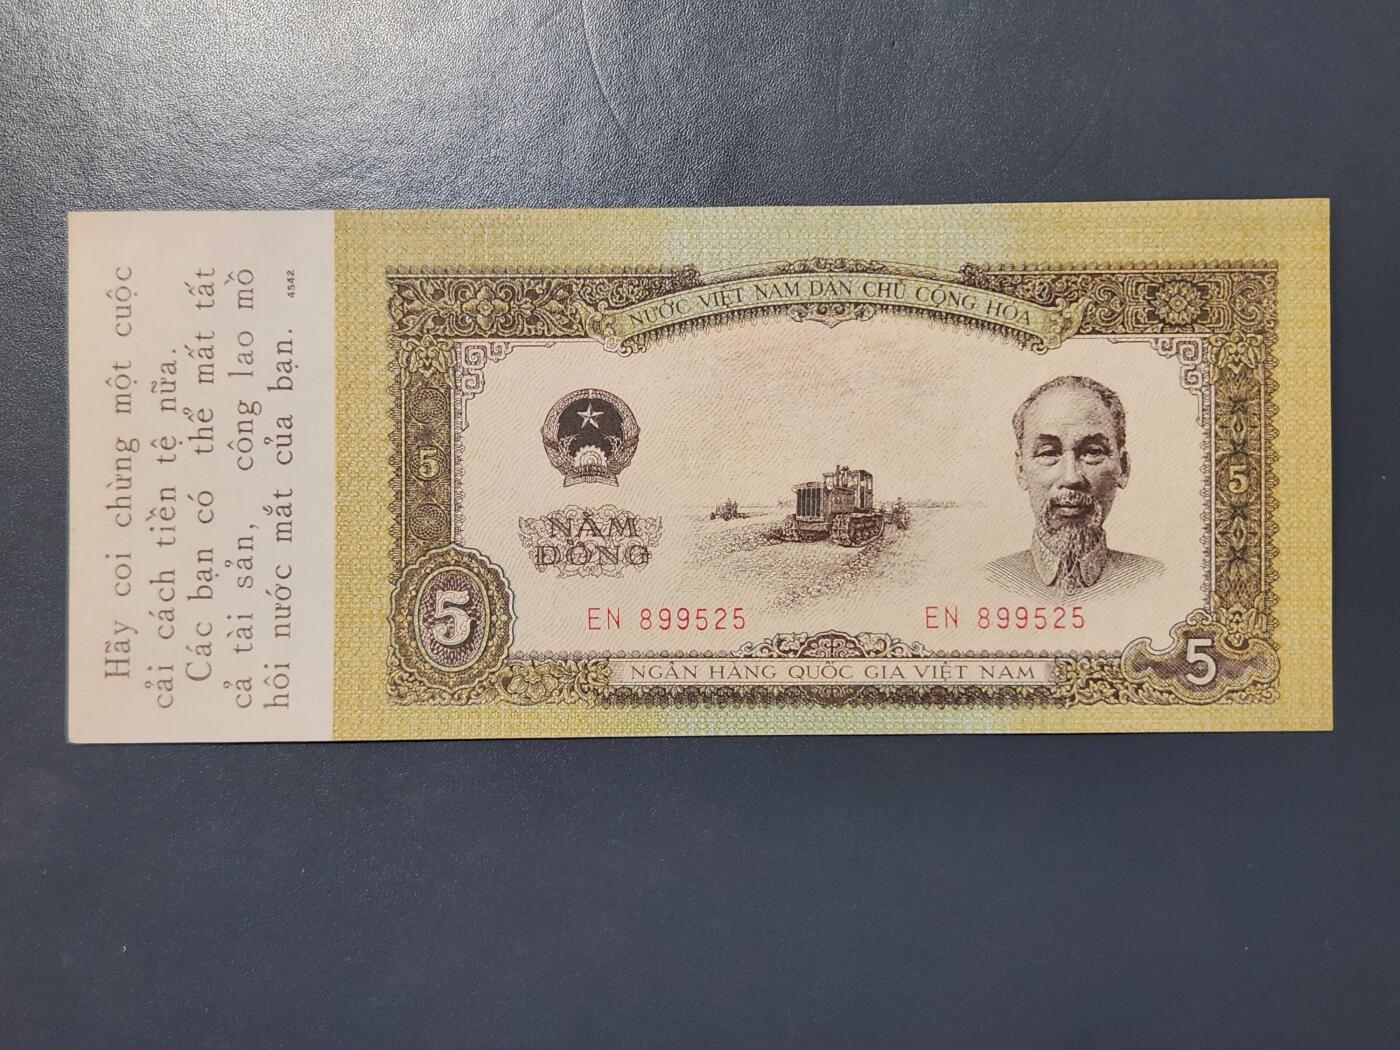 Hãy coi chừng một cuộc
cải cách tiền tệ nữa.
Các bạn có thể mất tất
cả tài sản, công lao mồ
hôi nước mắt của bạn.
4542
NƯỚC VIỆT NAM DÂN CHỦ CỘNG HÒA
5
5
NĂM
ĐỒNG
EN 899525
EN 899525
5
NGÂN HÀNG QUỐC GIA VIỆT NAM
5